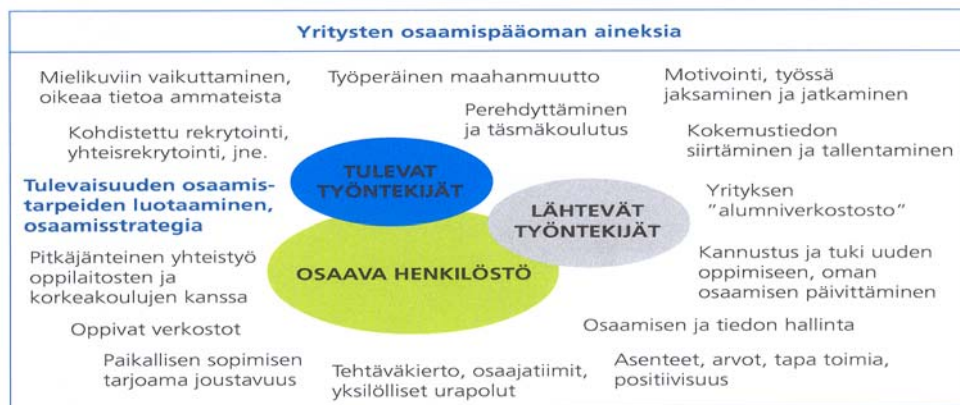 Yritysten osaamispääoman aineksia
Mielikuviin vaikuttaminen,
oikeaa tietoa ammateista
Työperäinen maahanmuutto
Motivointi, työssä
jaksaminen ja jatkaminen
Perehdyttäminen
ja täsmäkoulutus
Kohdistettu rekrytointi,
yhteisrekrytointi, jne.
Kokemustiedon
siirtäminen ja tallentaminen
TULEVAT
TYÖNTEKIJÄT
Tulevaisuuden osaamis-
tarpeiden luotaaminen,
osaamisstrategia
LÄHTEVÄT
TYÖNTEKIJÄT
Yrityksen
"alumniverkostosto"
Pitkäjänteinen yhteistyö
oppilaitosten ja
korkeakoulujen kanssa
OSAAVA HENKILÖSTÖ
Kannustus ja tuki uuden
oppimiseen, oman
osaamisen päivittäminen
Oppivat verkostot
Osaamisen ja tiedon hallinta
Paikallisen sopimisen
tarjoama joustavuus
Tehtäväkierto, osaajatiimit,
yksilölliset urapolut
Asenteet, arvot, tapa toimia,
positiivisuus